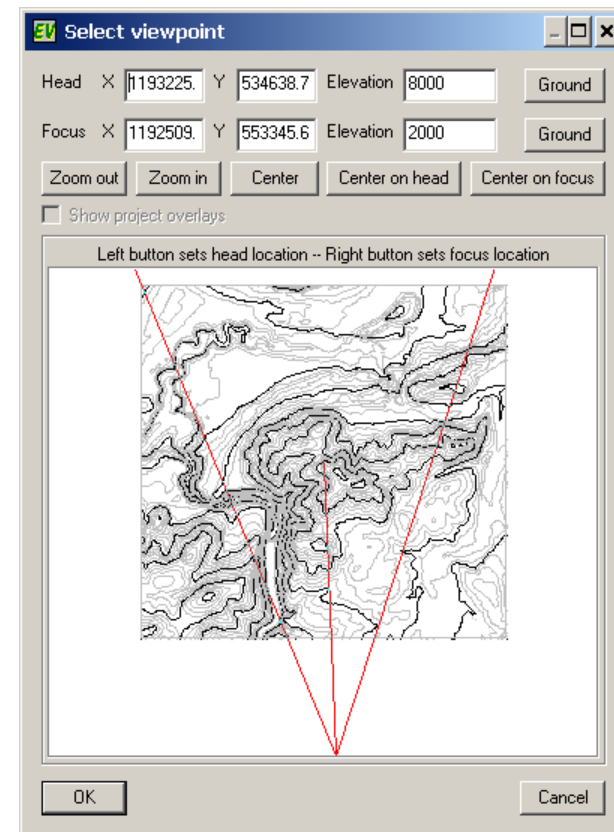 EV Select viewpoint
Head X 1193225. Y 534638.7 Elevation 8000 Ground
Focus X 1192509. Y 553345.6 Elevation 2000 Ground
Zoom out Zoom in Center Center on head Center on focus
Show project overlays
Left button sets head location -- Right button sets focus location
OK Cancel